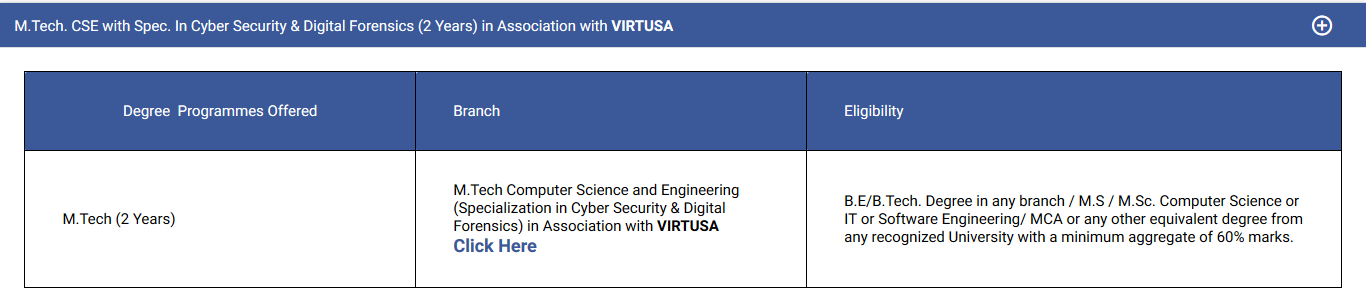 M.Tech. CSE with Spec. In Cyber Security & Digital Forensics (2 Years) in Association with VIRTUSA
Degree Programmes Offered
Branch
Eligibility
M.Tech (2 Years)
M.Tech Computer Science and Engineering
(Specialization in Cyber Security & Digital
Forensics) in Association with VIRTUSA
Click Here
B.E/B.Tech. Degree in any branch / M.S / M.Sc. Computer Science or
IT or Software Engineering/ MCA or any other equivalent degree from
any recognized University with a minimum aggregate of 60% marks.